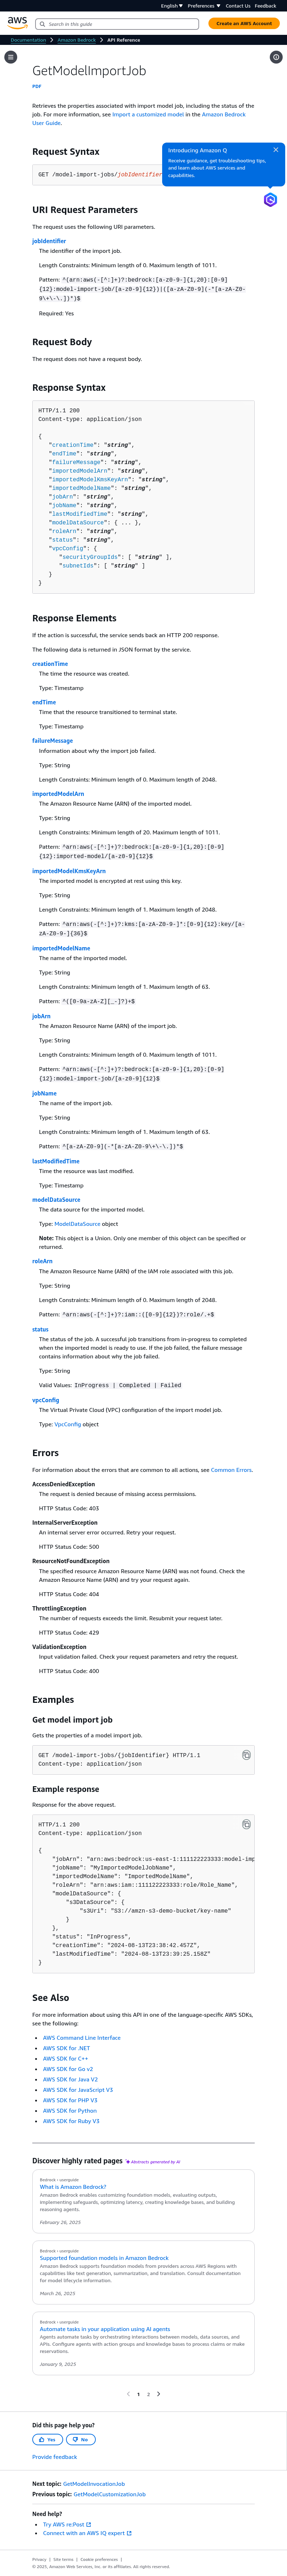 English
Preferences
Contact Us
Feedback
aws
Search in this guide
Create an AWS Account
Documentation
Amazon Bedrock
API Reference
GetModelImportJob
PDF
Retrieves the properties associated with import model job, including the status of the
job. For more information, see Import a customized model in the Amazon Bedrock
User Guide.
Request Syntax
GET /model-import-jobs/jobIdentifier
Introducing Amazon Q
Receive guidance, get troubleshooting tips,
and learn about AWS services and
capabilities.
URI Request Parameters
The request uses the following URI parameters.
jobIdentifier
The identifier of the import job.
Length Constraints: Minimum length of 0. Maximum length of 1011.
Pattern: ^(arn:aws(-[^:]+)?:bedrock:[a-z0-9-]{1,20}:[0-9]
{12}:model-import-job/[a-z0-9]{12})|([a-zA-Z0-9](-*[a-zA-Z0-
9\+\-\.])*)$
Required: Yes
Request Body
The request does not have a request body.
Response Syntax
HTTP/1.1 200
Content-type: application/json
{
"creationTime": "string",
"endTime": "string",
"failureMessage": "string",
"importedModelArn": "string",
"importedModelKmsKeyArn": "string",
"importedModelName": "string",
"jobArn": "string",
"jobName": "string",
"lastModifiedTime": "string",
"modelDataSource": { ... },
"roleArn": "string",
"status": "string",
"vpcConfig": {
"securityGroupIds": [ "string" ],
"subnetIds": [ "string" ]
}
}
Response Elements
If the action is successful, the service sends back an HTTP 200 response.
The following data is returned in JSON format by the service.
creationTime
The time the resource was created.
Type: Timestamp
endTime
Time that the resource transitioned to terminal state.
Type: Timestamp
failureMessage
Information about why the import job failed.
Type: String
Length Constraints: Minimum length of 0. Maximum length of 2048.
importedModelArn
The Amazon Resource Name (ARN) of the imported model.
Type: String
Length Constraints: Minimum length of 20. Maximum length of 1011.
Pattern: ^arn:aws(-[^:]+)?:bedrock:[a-z0-9-]{1,20}:[0-9]
{12}:imported-model/[a-z0-9]{12}$
importedModelKmsKeyArn
The imported model is encrypted at rest using this key.
Type: String
Length Constraints: Minimum length of 1. Maximum length of 2048.
Pattern: ^arn:aws(-[^:]+)?:kms:[a-zA-Z0-9-]*:[0-9]{12}:key/[a-
zA-Z0-9-]{36}$
importedModelName
The name of the imported model.
Type: String
Length Constraints: Minimum length of 1. Maximum length of 63.
Pattern: ^([0-9a-zA-Z][_-]?)+$
jobArn
The Amazon Resource Name (ARN) of the import job.
Type: String
Length Constraints: Minimum length of 0. Maximum length of 1011.
Pattern: ^arn:aws(-[^:]+)?:bedrock:[a-z0-9-]{1,20}:[0-9]
{12}:model-import-job/[a-z0-9]{12}$
jobName
The name of the import job.
Type: String
Length Constraints: Minimum length of 1. Maximum length of 63.
Pattern: ^[a-zA-Z0-9](-*[a-zA-Z0-9\+\-\.])*$
lastModifiedTime
Time the resource was last modified.
Type: Timestamp
modelDataSource
The data source for the imported model.
Type: ModelDataSource object
Note: This object is a Union. Only one member of this object can be specified or
returned.
roleArn
The Amazon Resource Name (ARN) of the IAM role associated with this job.
Type: String
Length Constraints: Minimum length of 0. Maximum length of 2048.
Pattern: ^arn:aws(-[^:]+)?:iam::([0-9]{12})?:role/.+$
status
The status of the job. A successful job transitions from in-progress to completed
when the imported model is ready to use. If the job failed, the failure message
contains information about why the job failed.
Type: String
Valid Values: InProgress | Completed | Failed
vpcConfig
The Virtual Private Cloud (VPC) configuration of the import model job.
Type: VpcConfig object
Errors
For information about the errors that are common to all actions, see Common Errors.
AccessDeniedException
The request is denied because of missing access permissions.
HTTP Status Code: 403
InternalServerException
An internal server error occurred. Retry your request.
HTTP Status Code: 500
ResourceNotFoundException
The specified resource Amazon Resource Name (ARN) was not found. Check the
Amazon Resource Name (ARN) and try your request again.
HTTP Status Code: 404
ThrottlingException
The number of requests exceeds the limit. Resubmit your request later.
HTTP Status Code: 429
ValidationException
Input validation failed. Check your request parameters and retry the request.
HTTP Status Code: 400
Examples
Get model import job
Gets the properties of a model import job.
GET /model-import-jobs/{jobIdentifier} HTTP/1.1
Content-type: application/json
Example response
Response for the above request.
HTTP/1.1 200
Content-type: application/json
{
"jobArn": "arn:aws:bedrock:us-east-1:111122223333:model-imp
"jobName": "MyImportedModelJobName",
"importedModelName": "ImportedModelName",
"roleArn": "arn:aws:iam::111122223333:role/Role_Name",
"modelDataSource": {
"s3DataSource": {
"s3Uri": "S3://amzn-s3-demo-bucket/key-name"
}
},
"status": "InProgress",
"creationTime": "2024-08-13T23:38:42.457Z",
"lastModifiedTime": "2024-08-13T23:39:25.158Z"
}
See Also
For more information about using this API in one of the language-specific AWS SDKs,
see the following:
AWS Command Line Interface
AWS SDK for .NET
AWS SDK for C++
AWS SDK for Go v2
AWS SDK for Java V2
AWS SDK for JavaScript V3
AWS SDK for PHP V3
AWS SDK for Python
AWS SDK for Ruby V3
Discover highly rated pages Abstracts generated by AI
Bedrock › userguide
What is Amazon Bedrock?
Amazon Bedrock enables customizing foundation models, evaluating outputs,
implementing safeguards, optimizing latency, creating knowledge bases, and building
reasoning agents.
February 26, 2025
Bedrock › userguide
Supported foundation models in Amazon Bedrock
Amazon Bedrock supports foundation models from providers across AWS Regions with
capabilities like text generation, summarization, and translation. Consult documentation
for model lifecycle information.
March 26, 2025
Bedrock › userguide
Automate tasks in your application using AI agents
Agents automate tasks by orchestrating interactions between models, data sources, and
APIs. Configure agents with action groups and knowledge bases to process claims or make
reservations.
January 9, 2025
1 2
Did this page help you?
Yes
No
Provide feedback
Next topic: GetModelInvocationJob
Previous topic: GetModelCustomizationJob
Need help?
Try AWS re:Post
Connect with an AWS IQ expert
Privacy | Site terms | Cookie preferences |
© 2025, Amazon Web Services, Inc. or its affiliates. All rights reserved.